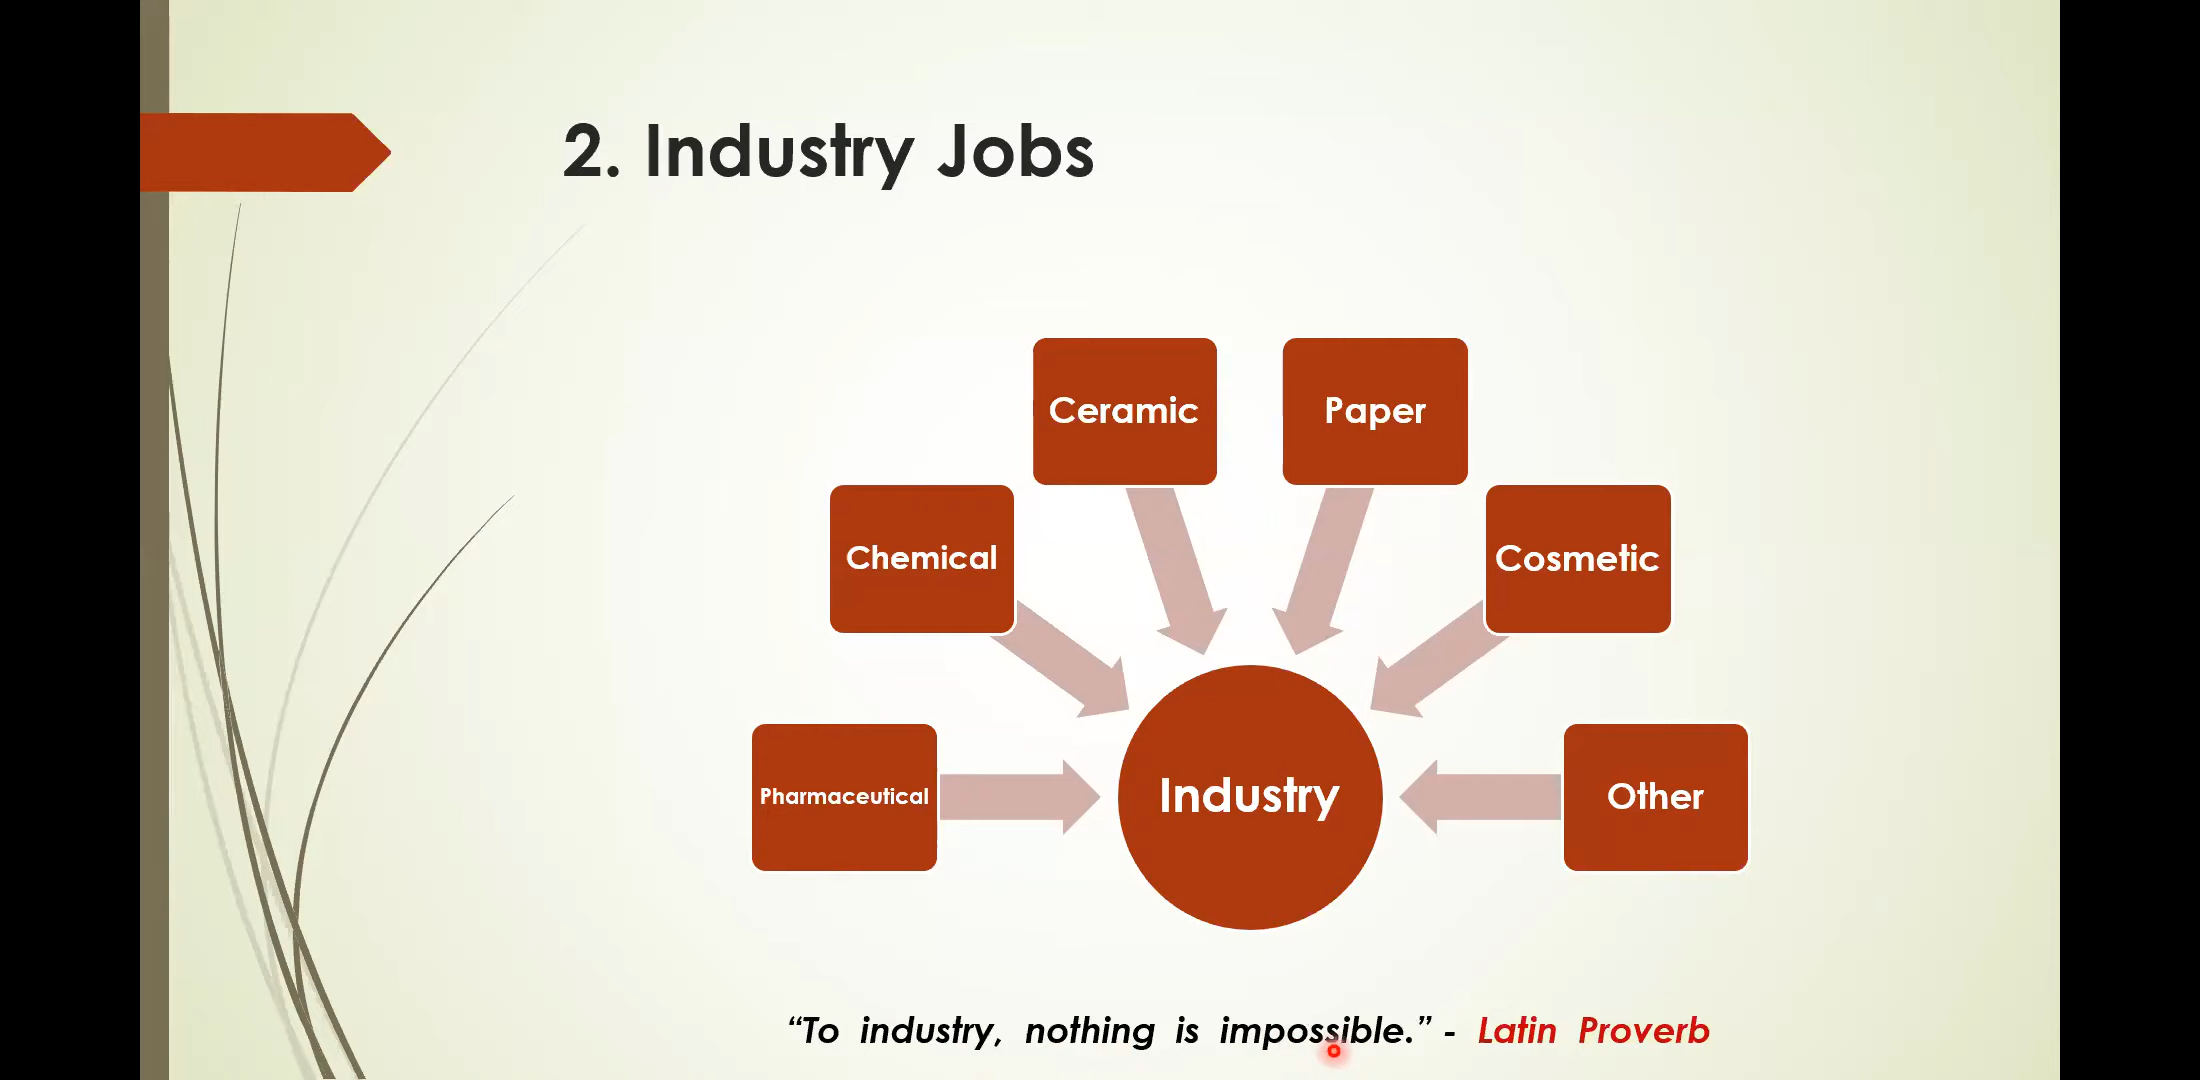 2. Industry Jobs
Ceramic
Paper
Chemical
Cosmetic
Pharmaceutical
Industry
Other
“To industry, nothing is impossible.” - Latin Proverb